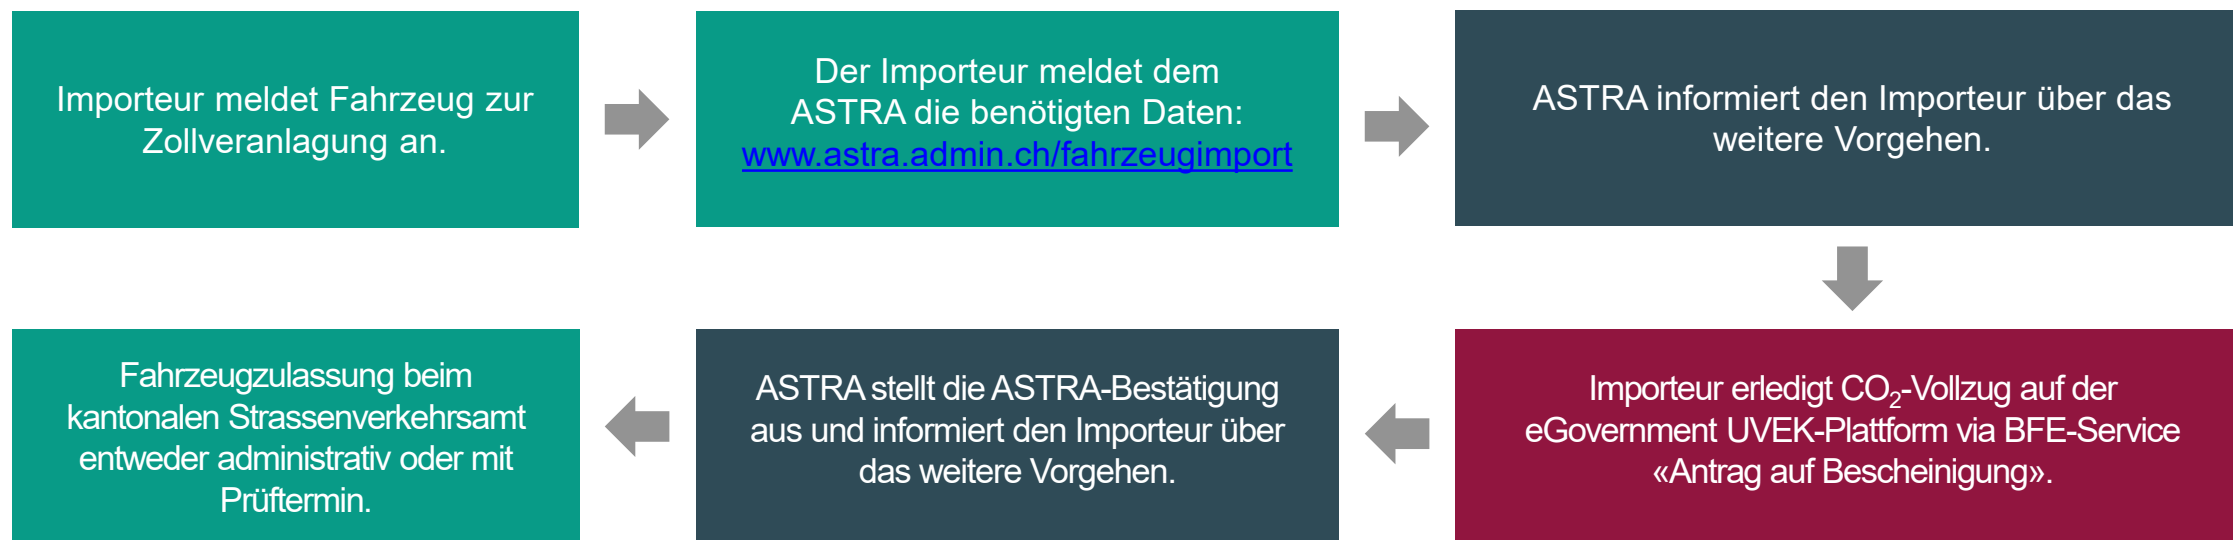 Importeur meldet Fahrzeug zur
Zollveranlagung an.
Der Importeur meldet dem
ASTRA die benötigten Daten:
www.astra.admin.ch/fahrzeugimport
ASTRA informiert den Importeur über das
weitere Vorgehen.
Importeur erledigt CO₂-Vollzug auf der
eGovernment UVEK-Plattform via BFE-Service
«Antrag auf Bescheinigung».
ASTRA stellt die ASTRA-Bestätigung
aus und informiert den Importeur über
das weitere Vorgehen.
Fahrzeugzulassung beim
kantonalen Strassenverkehrsamt
entweder administrativ oder mit
Prüftermin.